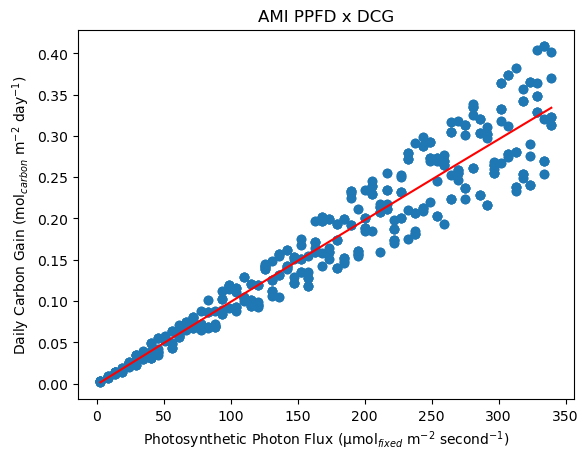 AMI PPFD x DCG
Daily Carbon Gain (mol$_{carbon}$ m$^{-2}$ day$^{-1}$)
0.40
0.35
0.30
0.25
0.20
0.15
0.10
0.05
0.00
0 50 100 150 200 250 300 350
Photosynthetic Photon Flux (μmol$_{fixed}$ m$^{-2}$ second$^{-1}$)